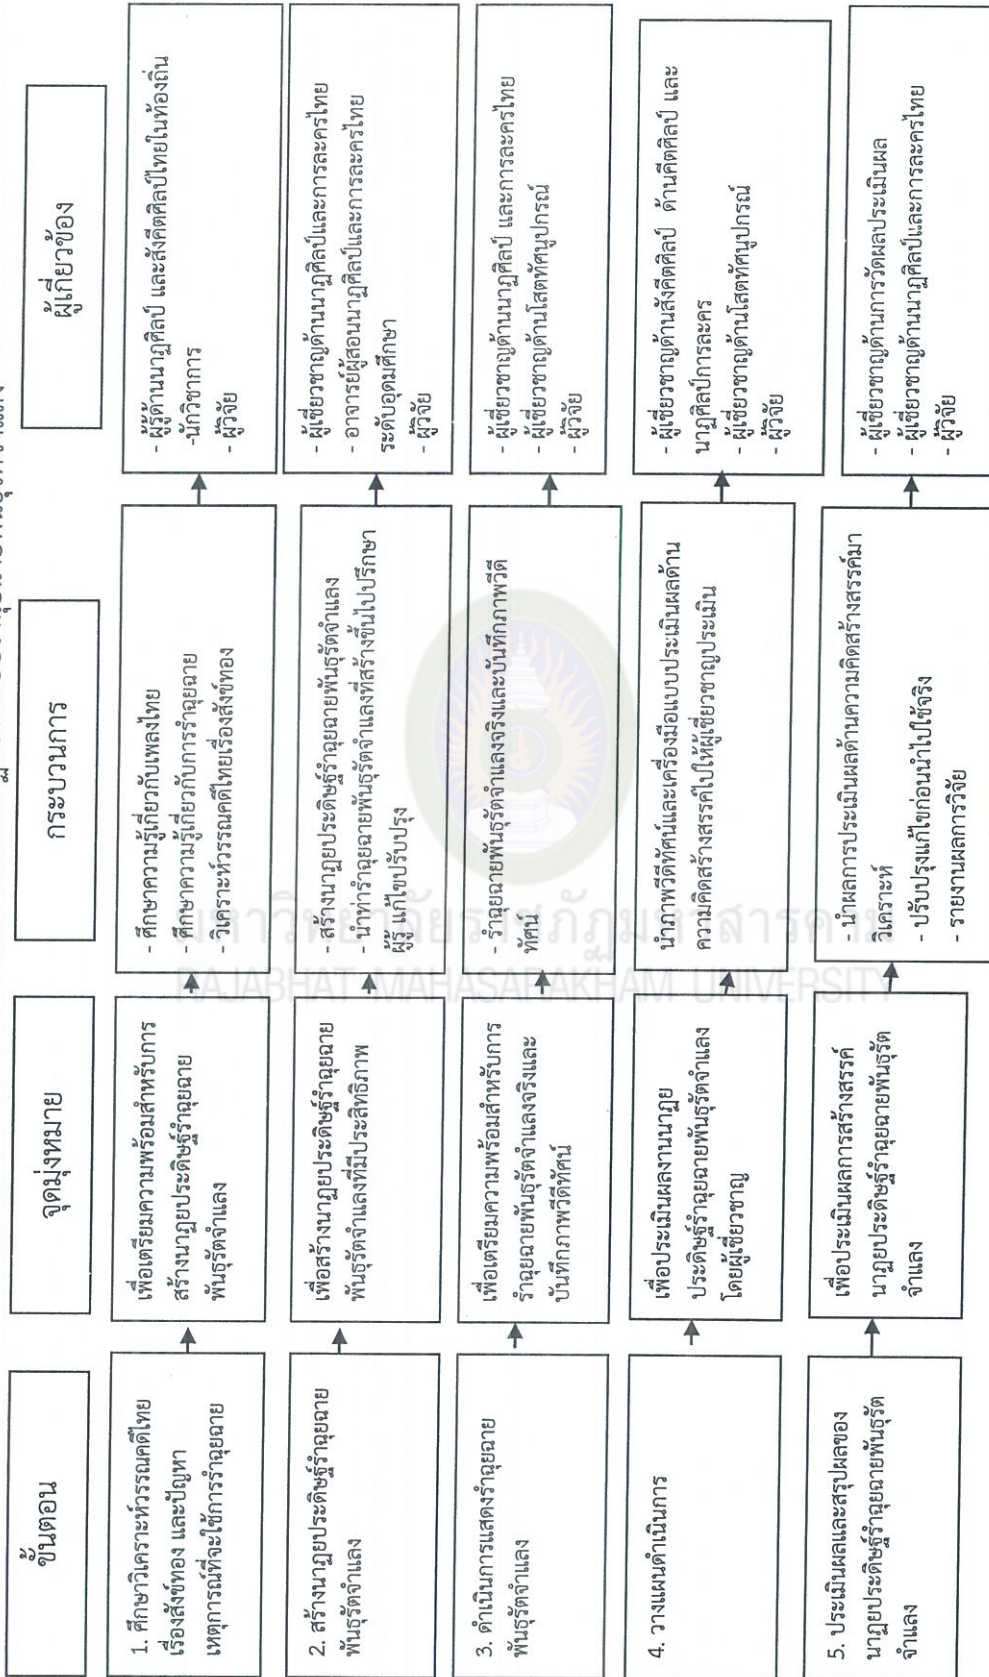 ขั้นตอน
จุดมุ่งหมาย
กระบวนการ
ผู้เกี่ยวข้อง
1. ศึกษาวิเคราะห์วรรณคดีไทย
เรื่องสังข์ทอง และปัญหา
เหตุการณ์ที่จะใช้การรำฉุยฉาย
เพื่อเตรียมความพร้อมสำหรับการ
สร้างนาฏยประดิษฐ์รำฉุยฉาย
พันธุรัตจำแลง
- ศึกษาความรู้เกี่ยวกับเพลงไทย
- ศึกษาความรู้เกี่ยวกับการรำฉุยฉาย
- วิเคราะห์วรรณคดีไทยเรื่องสังข์ทอง
- ผู้รู้ด้านนาฏศิลป์ และสังคีตศิลป์ไทยในท้องถิ่น
-นักวิชาการ
- ผู้วิจัย
2. สร้างนาฏยประดิษฐ์รำฉุยฉาย
พันธุรัตจำแลง
เพื่อสร้างนาฏยประดิษฐ์รำฉุยฉาย
พันธุรัตจำแลงที่มีประสิทธิภาพ
- สร้างนาฏยประดิษฐ์รำฉุยฉายพันธุรัตจำแลง
- นำท่ารำฉุยฉายพันธุรัตจำแลงที่สร้างขึ้นไปปรึกษา
ผู้รู้ แก้ไขปรับปรุง
- ผู้เชี่ยวชาญด้านนาฏศิลป์และการละครไทย
- อาจารย์ผู้สอนนาฏศิลป์และการละครไทย
ระดับอุดมศึกษา
- ผู้วิจัย
3. ดำเนินการแสดงรำฉุยฉาย
พันธุรัตจำแลง
เพื่อเตรียมความพร้อมสำหรับการ
รำฉุยฉายพันธุรัตจำแลงจริงและ
บันทึกภาพวีดีทัศน์
- รำฉุยฉายพันธุรัตจำแลงจริงและบันทึกภาพวีดี
ทัศน์
- ผู้เชี่ยวชาญด้านนาฏศิลป์ และการละครไทย
- ผู้เชี่ยวชาญด้านโสตทัศนูปกรณ์
- ผู้วิจัย
4. วางแผนดำเนินการ
เพื่อประเมินผลงานนาฏย
ประดิษฐ์รำฉุยฉายพันธุรัตจำแลง
โดยผู้เชี่ยวชาญ
นำภาพวีดีทัศน์และเครื่องมือแบบประเมินผลด้าน
ความคิดสร้างสรรค์ไปให้ผู้เชี่ยวชาญประเมิน
- ผู้เชี่ยวชาญด้านสังคีตศิลป์ ด้านคีตศิลป์ และ
นาฏศิลป์การละคร
- ผู้เชี่ยวชาญด้านโสตทัศนูปกรณ์
- ผู้วิจัย
5. ประเมินผลและสรุปผลของ
นาฏยประดิษฐ์รำฉุยฉายพันธุรัต
จำแลง
เพื่อประเมินผลการสร้างสรรค์
นาฏยประดิษฐ์รำฉุยฉายพันธุรัต
จำแลง
- นำผลการประเมินผลด้านความคิดสร้างสรรค์มา
วิเคราะห์
- ปรับปรุงแก้ไขก่อนนำไปใช้จริง
- รายงานผลการวิจัย
- ผู้เชี่ยวชาญด้านการวัดผลประเมินผล
- ผู้เชี่ยวชาญด้านนาฏศิลป์และการละครไทย
- ผู้วิจัย
มหาวิทยาลัยราชภัฏมหาสารคาม
RAJABHAT MAHASARAKHAM UNIVERSITY